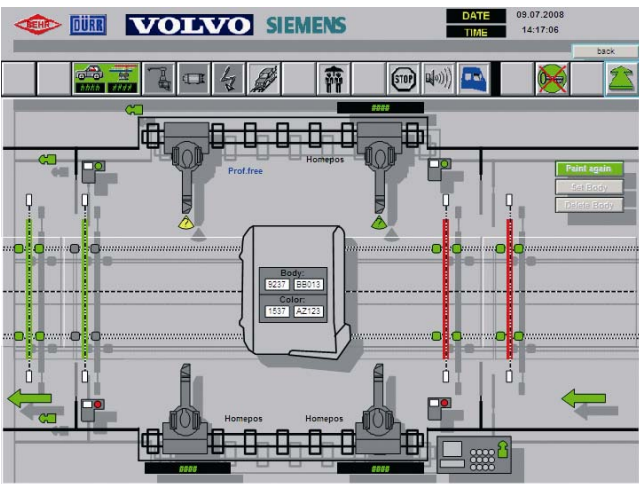 BEHR DÜRR VOLVO SIEMENS
DATE 09.07.2008
TIME 14:17:06
back
STOP
Homepos
Prof.free
Paint again
Set Body
Delete Body
Body:
9237 BB013
Color:
1537 AZ123
Homepos Homepos